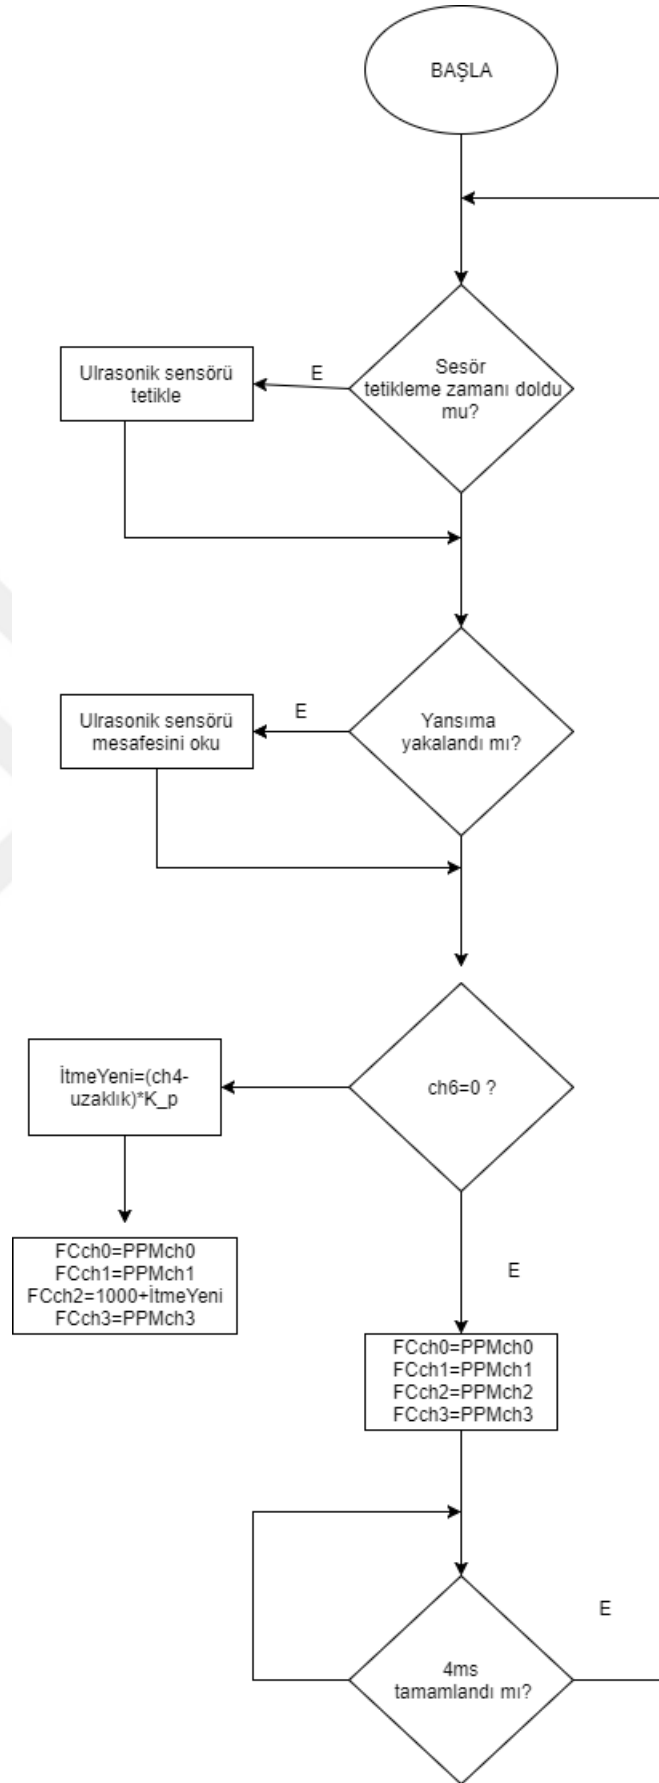 BAŞLA
Sesör
tetikleme zamanı doldu
mu?
E
Ulrasonik sensörü
tetikle
Yansıma
yakalandı mı?
E
Ulrasonik sensörü
mesafesini oku
ch6=0 ?
İtmeYeni=(ch4-
uzaklık)*K_p
FCch0=PPMch0
FCch1=PPMch1
FCch2=1000+İtmeYeni
FCch3=PPMch3
E
FCch0=PPMch0
FCch1=PPMch1
FCch2=PPMch2
FCch3=PPMch3
E
4ms
tamamlandı mı?